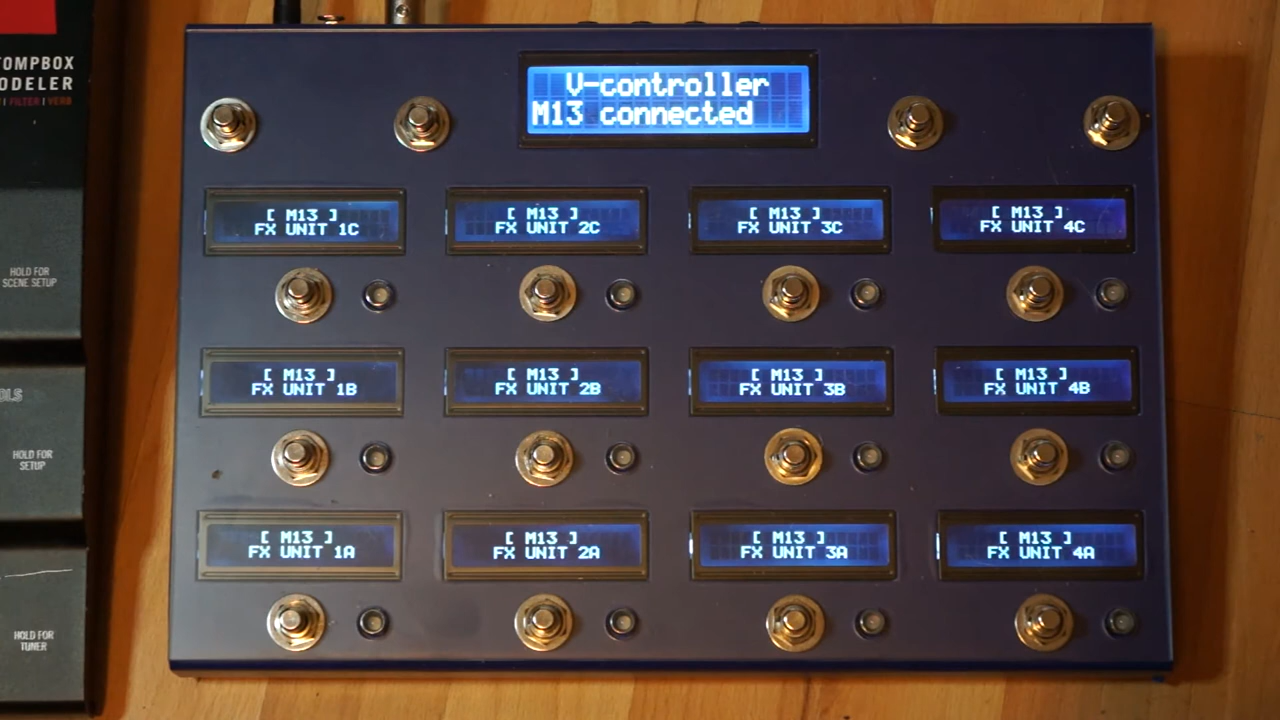 TOMPBOX
ODELER
FILTER | VERB
HOLD FOR
SCENE SETUP
OLS
HOLD FOR
SETUP
HOLD FOR
TUNER
V-controller
M13 connected
[ M13 ]
FX UNIT 1C
[ M13 ]
FX UNIT 2C
[ M13 ]
FX UNIT 3C
[ M13 ]
FX UNIT 4C
[ M13 ]
FX UNIT 1B
[ M13 ]
FX UNIT 2B
[ M13 ]
FX UNIT 3B
[ M13 ]
FX UNIT 4B
[ M13 ]
FX UNIT 1A
[ M13 ]
FX UNIT 2A
[ M13 ]
FX UNIT 3A
[ M13 ]
FX UNIT 4A